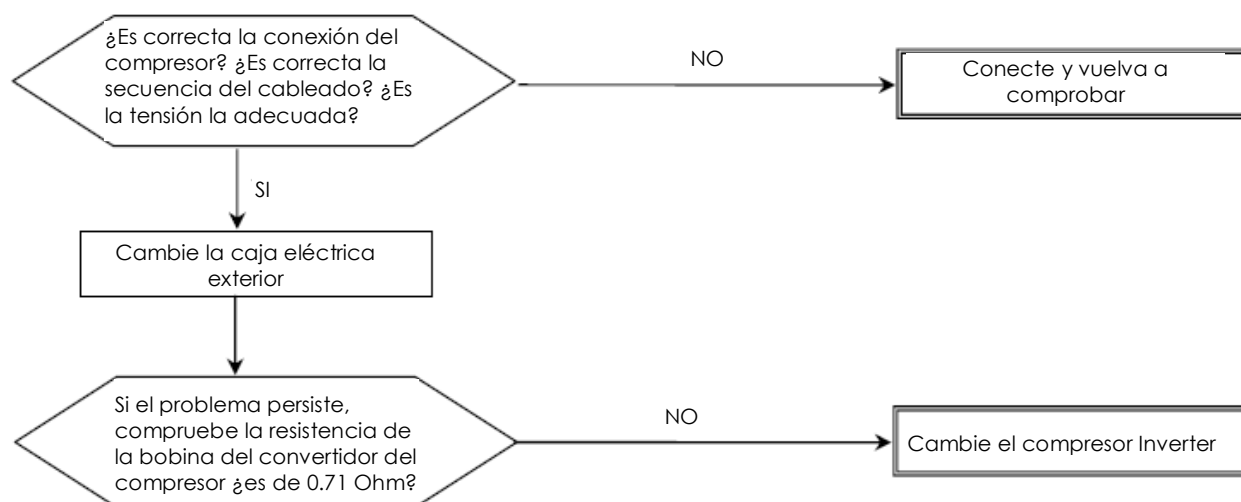 ¿Es correcta la conexión del
compresor? ¿Es correcta la
secuencia del cableado? ¿Es
la tensión la adecuada?
NO
Conecte y vuelva a
comprobar
SI
Cambie la caja eléctrica
exterior
Si el problema persiste,
compruebe la resistencia de
la bobina del convertidor del
compresor ¿es de 0.71 Ohm?
NO
Cambie el compresor Inverter